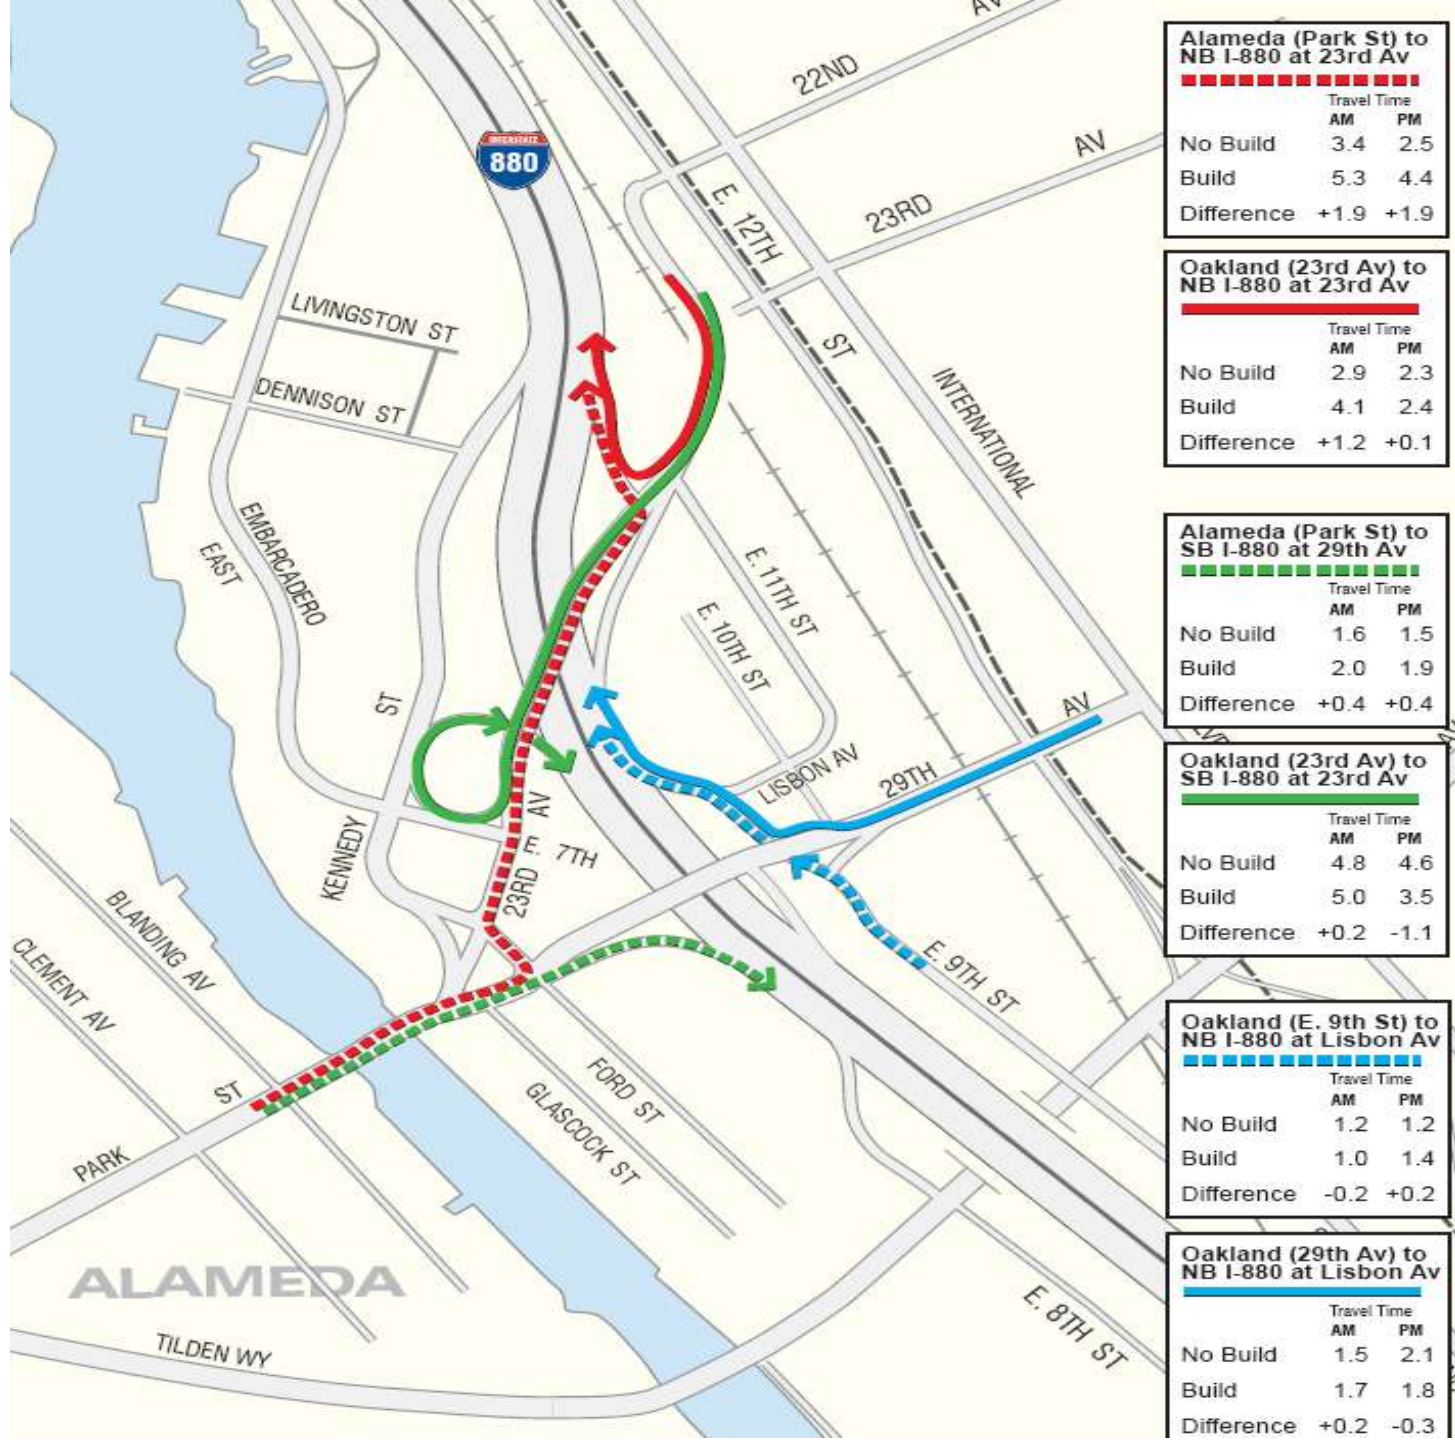 AV
22ND
AV
23RD
INTERSTATE
880
E. 12TH
ST
LIVINGSTON ST
DENNISON ST
INTERNATIONAL
EMBARCADERO
EAST
E. 11TH ST
E. 10TH ST
ST
AV
LISBON AV
29TH
AV
E. 7TH
KENNEDY
23RD
BLANDING AV
CLEMENT AV
E. 9TH ST
ST
FORD ST
GLASCOCK ST
PARK
ALAMEDA
E. 8TH ST
TILDEN WY
Alameda (Park St) to
NB I-880 at 23rd Av
Travel Time
AM PM
No Build 3.4 2.5
Build 5.3 4.4
Difference +1.9 +1.9
Oakland (23rd Av) to
NB I-880 at 23rd Av
Travel Time
AM PM
No Build 2.9 2.3
Build 4.1 2.4
Difference +1.2 +0.1
Alameda (Park St) to
SB I-880 at 29th Av
Travel Time
AM PM
No Build 1.6 1.5
Build 2.0 1.9
Difference +0.4 +0.4
Oakland (23rd Av) to
SB I-880 at 23rd Av
Travel Time
AM PM
No Build 4.8 4.6
Build 5.0 3.5
Difference +0.2 -1.1
Oakland (E. 9th St) to
NB I-880 at Lisbon Av
Travel Time
AM PM
No Build 1.2 1.2
Build 1.0 1.4
Difference -0.2 +0.2
Oakland (29th Av) to
NB I-880 at Lisbon Av
Travel Time
AM PM
No Build 1.5 2.1
Build 1.7 1.8
Difference +0.2 -0.3